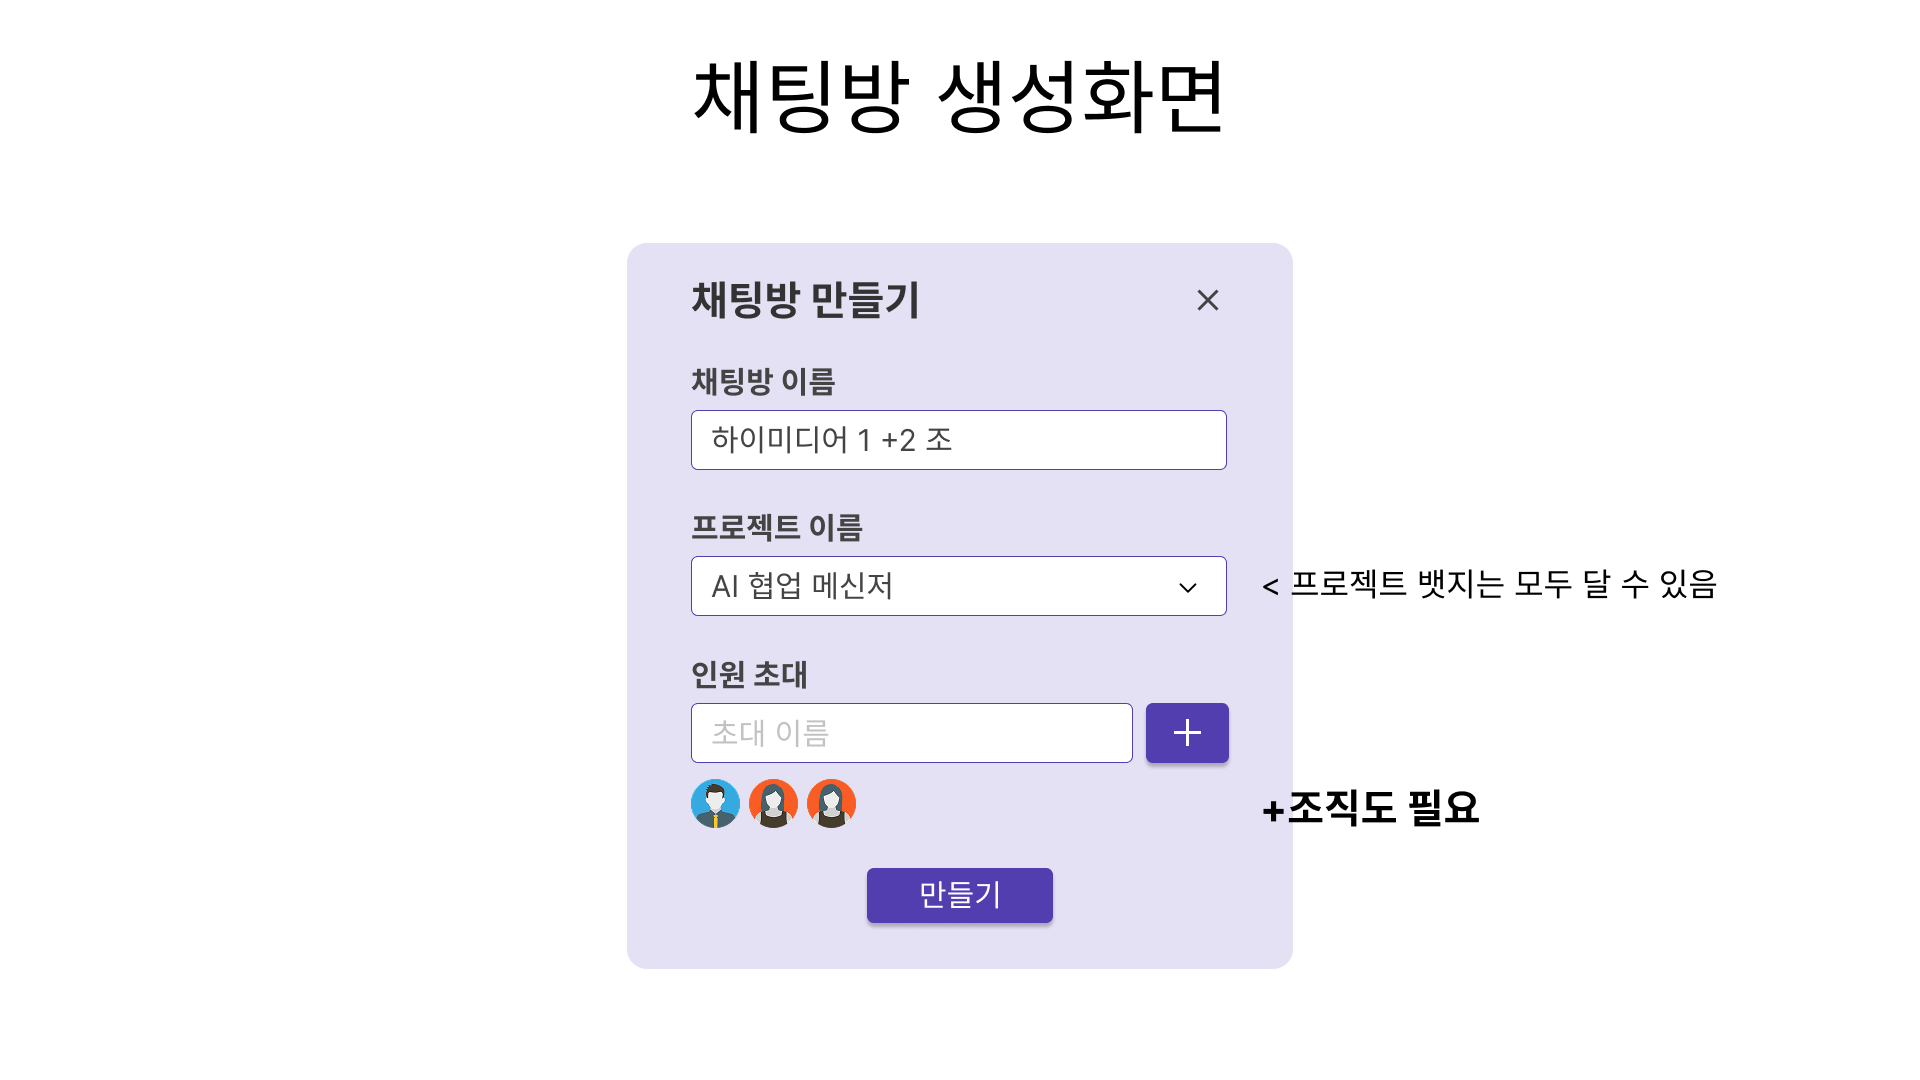 채팅방 생성화면
채팅방 만들기
채팅방 이름
하이미디어 1 +2 조
프로젝트 이름
AI 협업 메신저
< 프로젝트 뱃지는 모두 달 수 있음
인원 초대
초대 이름
+조직도 필요
만들기